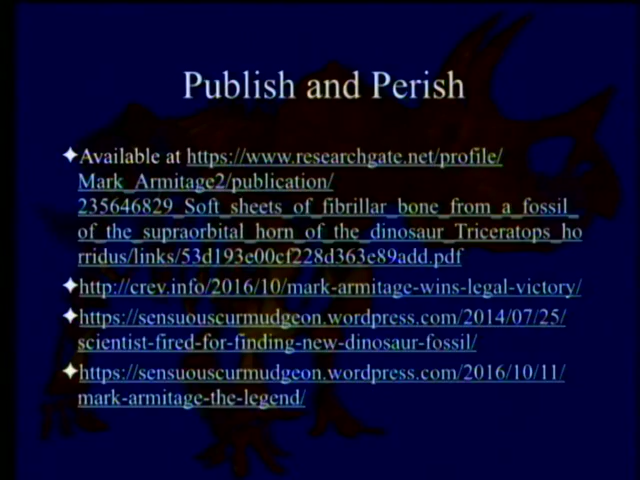 Publish and Perish
✦Available at https://www.researchgate.net/profile/
Mark_Armitage2/publication/
235646829_Soft_sheets_of_fibrillar_bone_from_a_fossil_
of_the_supraorbital_horn_of_the_dinosaur_Triceratops_ho
rridus/links/53d193e00cf228d363e89add.pdf
✦http://crev.info/2016/10/mark-armitage-wins-legal-victory/
✦https://sensuouscurmudgeon.wordpress.com/2014/07/25/
scientist-fired-for-finding-new-dinosaur-fossil/
✦https://sensuouscurmudgeon.wordpress.com/2016/10/11/
mark-armitage-the-legend/